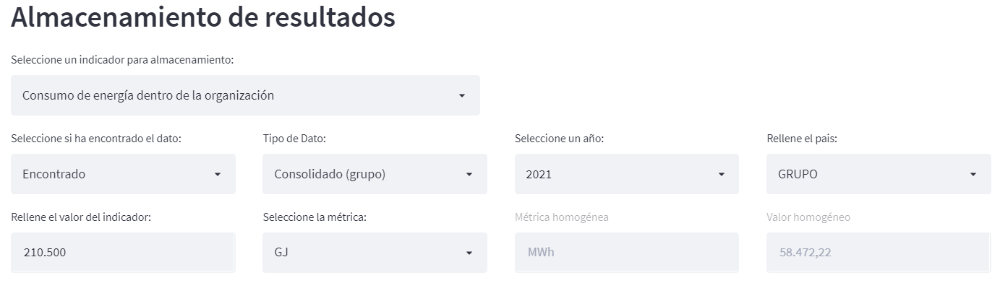 Almacenamiento de resultados
Seleccione un indicador para almacenamiento:
Consumo de energía dentro de la organización
Seleccione si ha encontrado el dato: Tipo de Dato: Seleccione un año: Rellene el pais:
Encontrado Consolidado (grupo) 2021 GRUPO
Rellene el valor del indicador: Seleccione la métrica: Métrica homogénea Valor homogéneo
210.500 GJ MWh 58.472,22